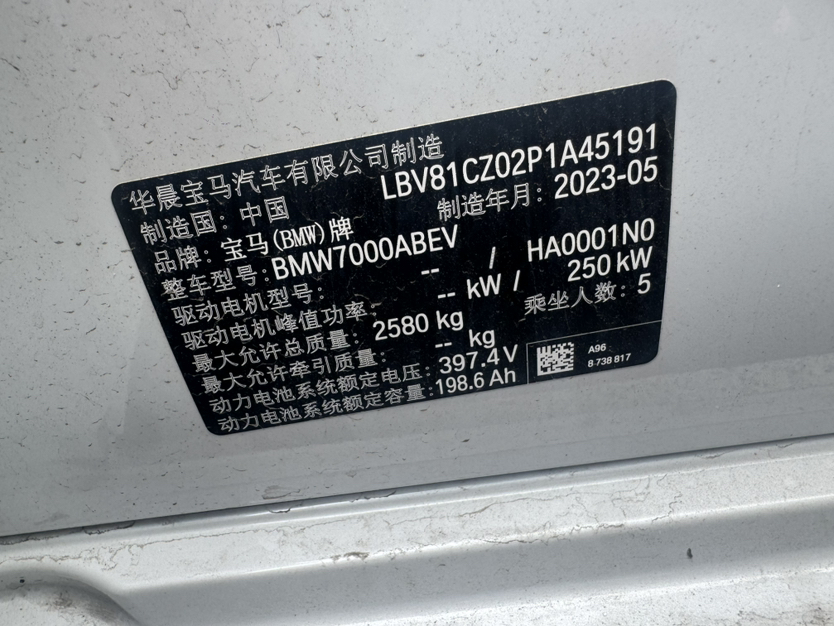 华晨宝马汽车有限公司制造
LBV81CZ02P1A45191
制造国: 中国
制造年月: 2023-05
品牌: 宝马(BMW)牌
整车型号: BMW7000ABEV
驱动电机型号: -- / HA0001N0
驱动电机峰值功率: -- kW / 250 kW
最大允许总质量: 2580 kg
乘坐人数: 5
最大允许牵引质量: -- kg
动力电池系统额定电压: 397.4 V
动力电池系统额定容量: 198.6 Ah
A96
8 738 817